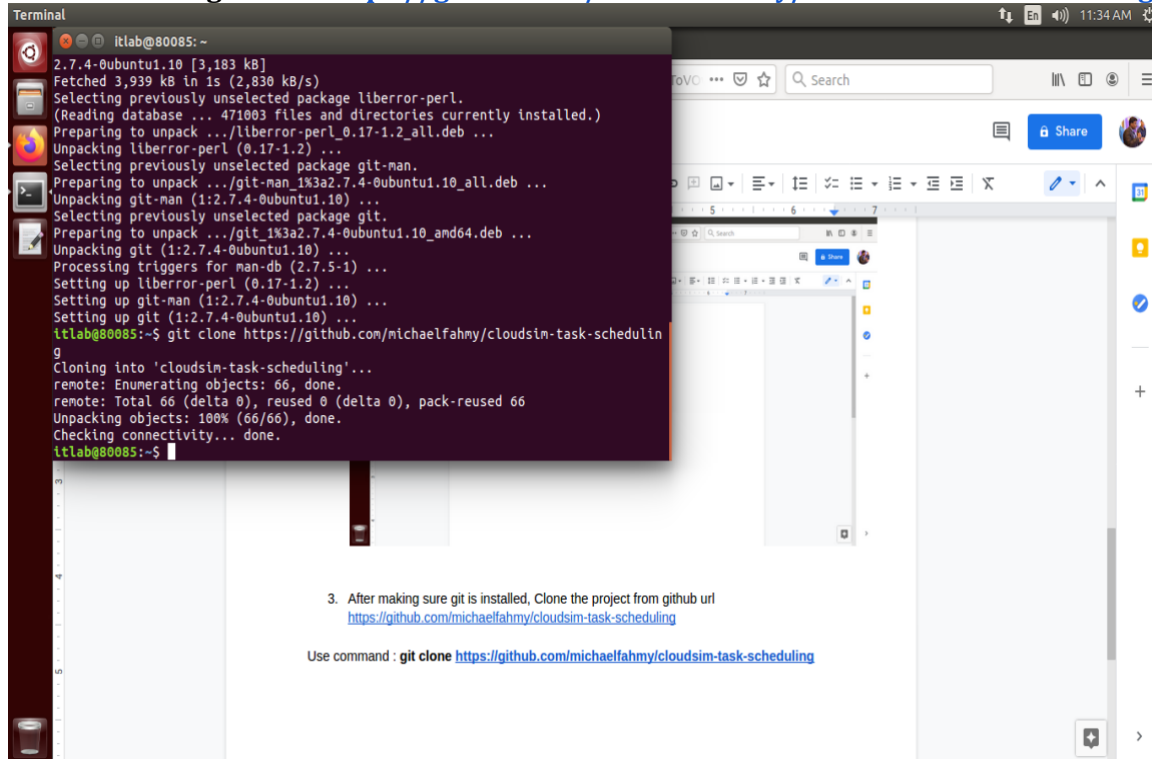 Terminal
En
11:34 AM
itlab@80085: ~
2.7.4-0ubuntu1.10 [3,183 kB]
Fetched 3,939 kB in 1s (2,830 kB/s)
Selecting previously unselected package liberror-perl.
(Reading database ... 471003 files and directories currently installed.)
Preparing to unpack .../liberror-perl_0.17-1.2_all.deb ...
Unpacking liberror-perl (0.17-1.2) ...
Selecting previously unselected package git-man.
Preparing to unpack .../git-man_1%3a2.7.4-0ubuntu1.10_all.deb ...
Unpacking git-man (1:2.7.4-0ubuntu1.10) ...
Selecting previously unselected package git.
Preparing to unpack .../git_1%3a2.7.4-0ubuntu1.10_amd64.deb ...
Unpacking git (1:2.7.4-0ubuntu1.10) ...
Processing triggers for man-db (2.7.5-1) ...
Setting up liberror-perl (0.17-1.2) ...
Setting up git-man (1:2.7.4-0ubuntu1.10) ...
Setting up git (1:2.7.4-0ubuntu1.10) ...
itlab@80085:~$ git clone https://github.com/michaelfahmy/cloudsim-task-schedulin
g
Cloning into 'cloudsim-task-scheduling'...
remote: Enumerating objects: 66, done.
remote: Total 66 (delta 0), reused 0 (delta 0), pack-reused 66
Unpacking objects: 100% (66/66), done.
Checking connectivity... done.
itlab@80085:~$
Search
Share
31
5 6 7
Search
Share
3
4
5
3. After making sure git is installed, Clone the project from github url
https://github.com/michaelfahmy/cloudsim-task-scheduling
Use command : git clone https://github.com/michaelfahmy/cloudsim-task-scheduling